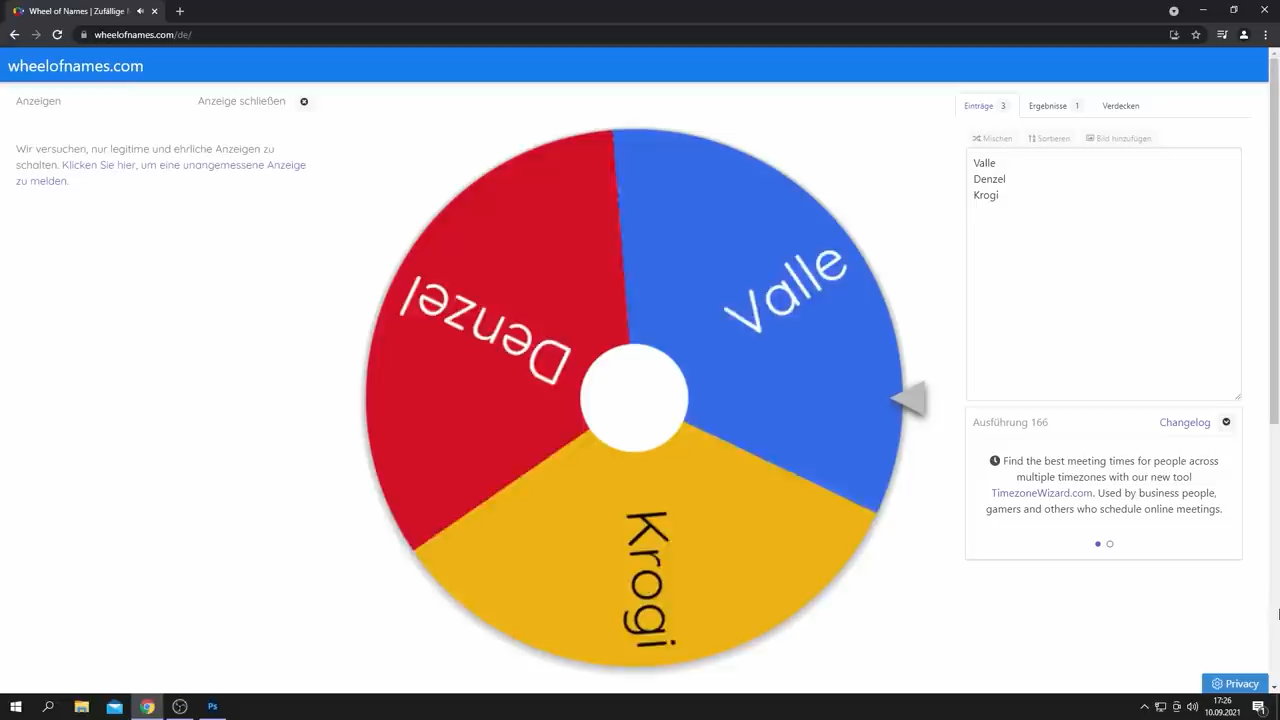 Wheel of Names | Zufällige
wheelofnames.com/de/
wheelofnames.com
Anzeigen
Anzeige schließen
Wir versuchen, nur legitime und ehrliche Anzeigen zu
schalten. Klicken Sie hier, um eine unangemessene Anzeige
zu melden.
Denzel
Valle
Krogi
Einträge 3
Ergebnisse 1
Verdecken
Mischen
Sortieren
Bild hinzufügen
Valle
Denzel
Krogi
Ausführung 166
Changelog
Find the best meeting times for people across
multiple timezones with our new tool
TimezoneWizard.com. Used by business people,
gamers and others who schedule online meetings.
Privacy
Ps
17:26
10.09.2021
1